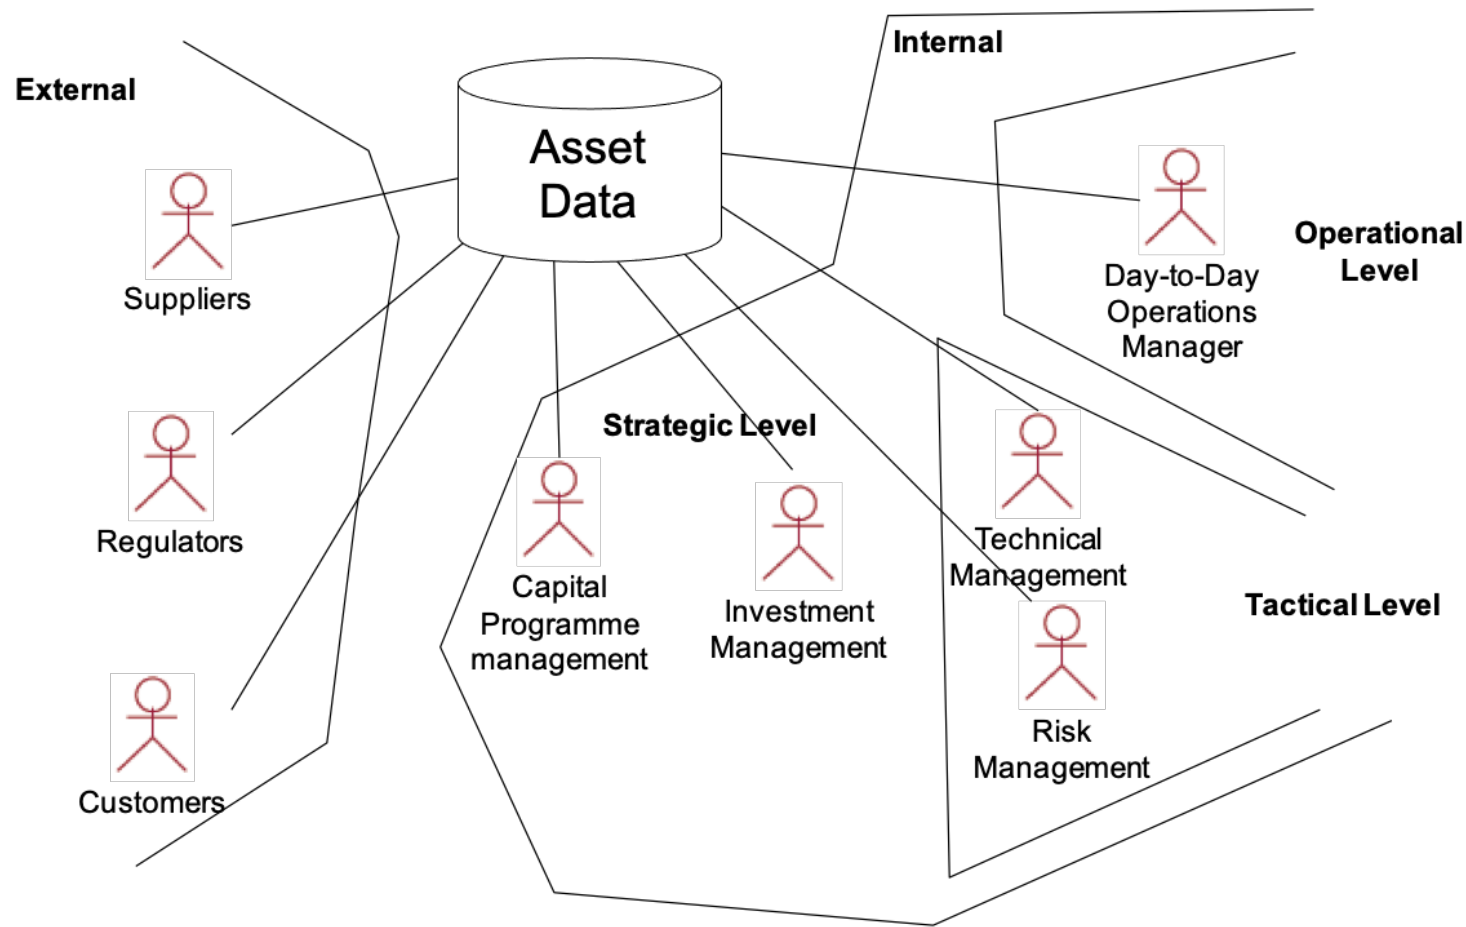 External
Internal
Asset
Data
Suppliers
Operational
Level
Day-to-Day
Operations
Manager
Strategic Level
Regulators
Technical
Management
Capital
Programme
management
Investment
Management
Tactical Level
Risk
Management
Customers